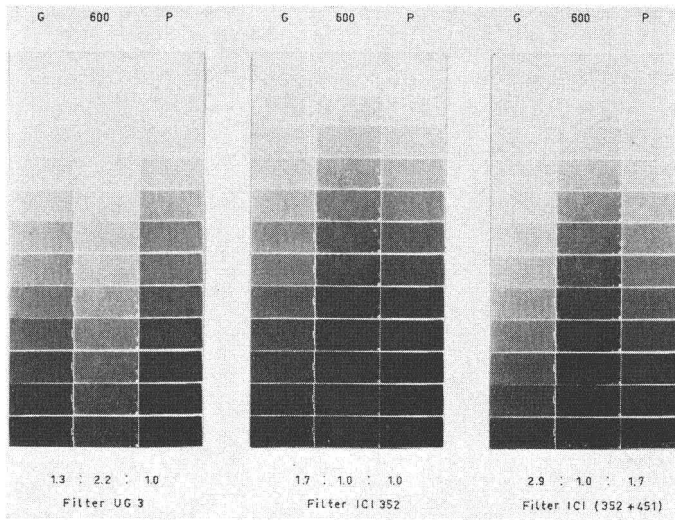 G 600 P G 600 P G 600 P
1.3 : 2.2 : 1.0 1.7 : 1.0 : 1.0 2.9 : 1.0 : 1.7
Filter UG 3 Filter ICI 352 Filter ICI (352 + 451)